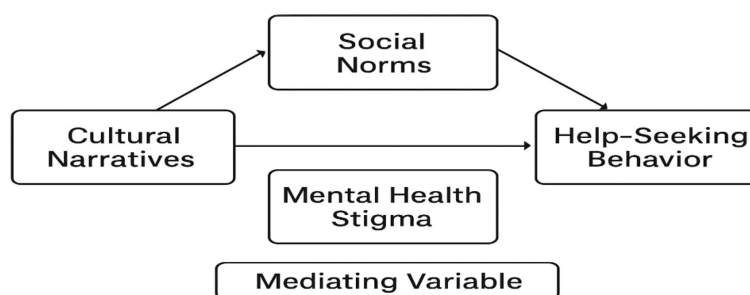 Social
Norms
Cultural
Narratives
Help-Seeking
Behavior
Mental Health
Stigma
Mediating Variable